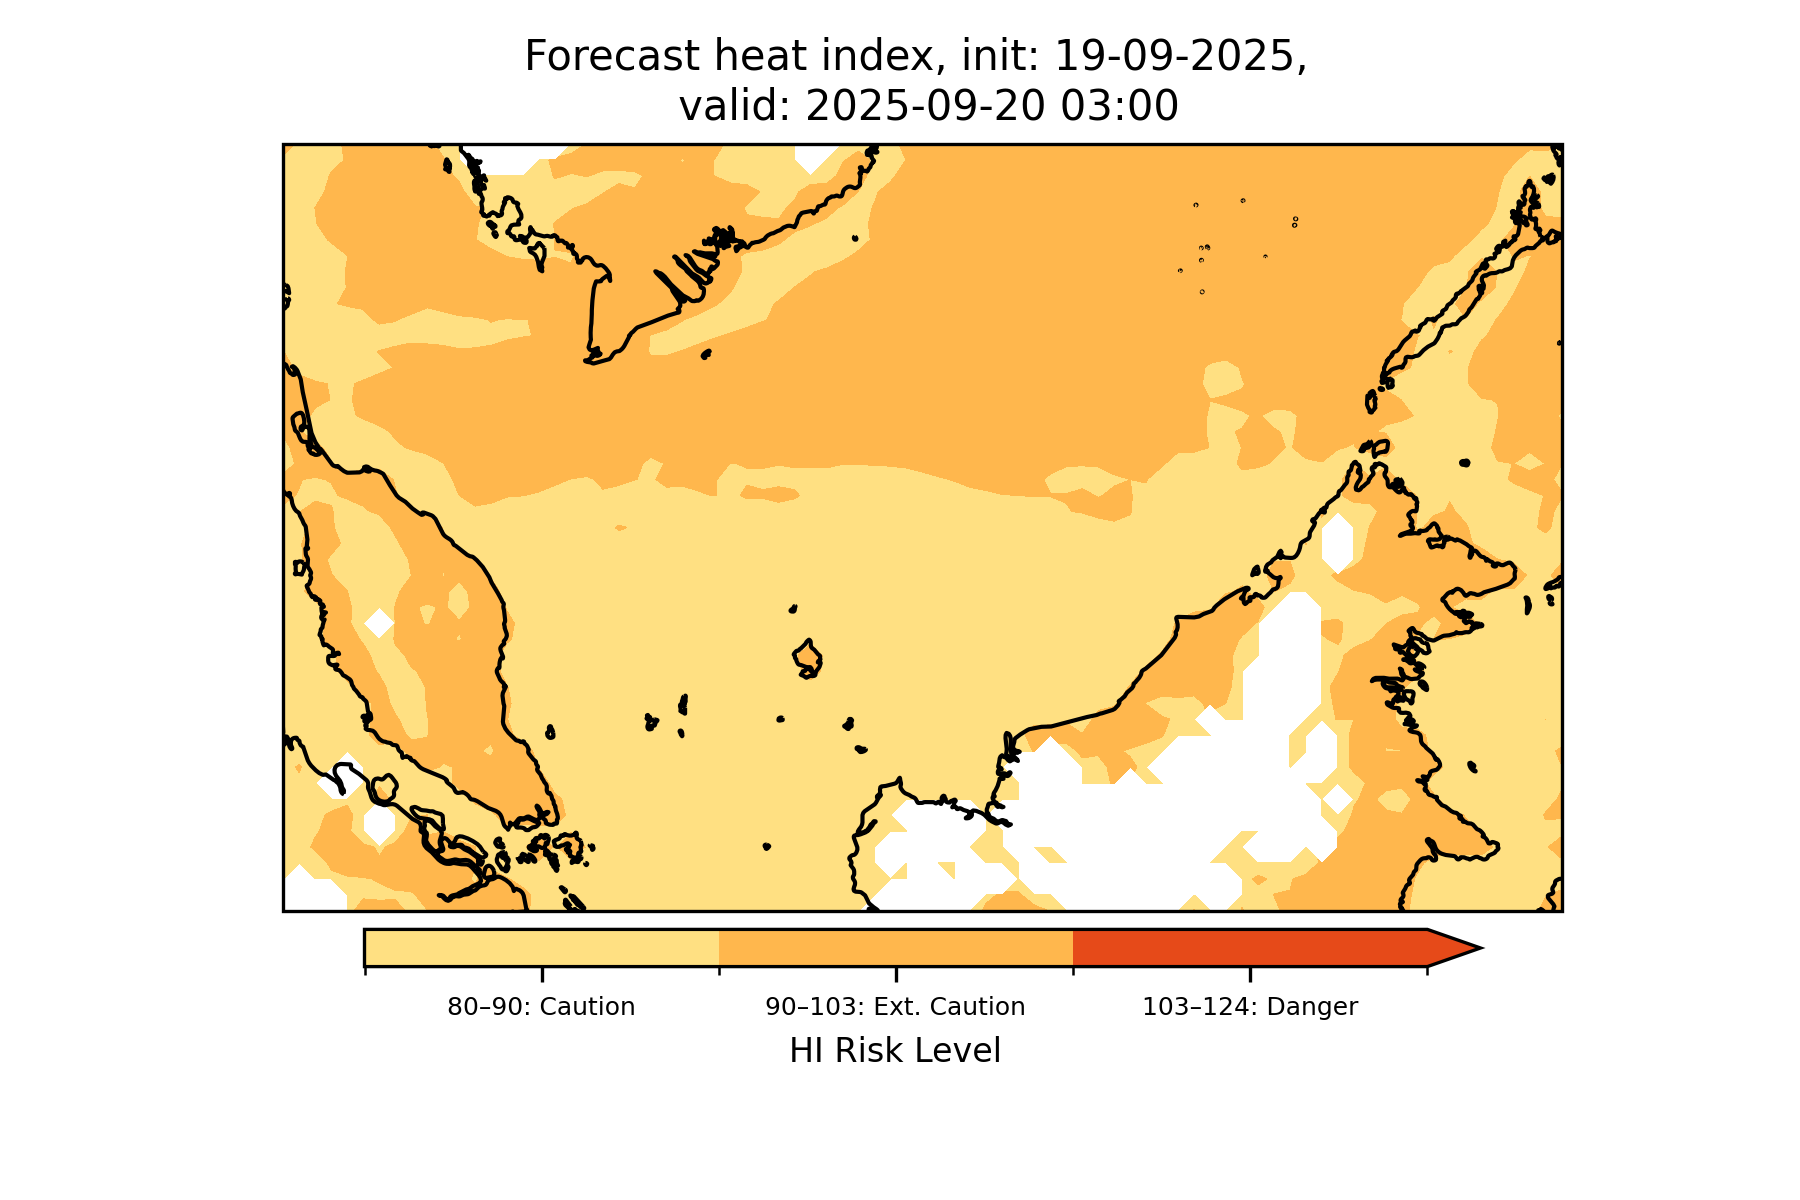 Forecast heat index, init: 19-09-2025,
valid: 2025-09-20 03:00
80–90: Caution
90–103: Ext. Caution
103–124: Danger
HI Risk Level